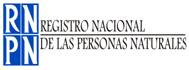 RN
PN
REGISTRO NACIONAL
DE LAS PERSONAS NATURALES